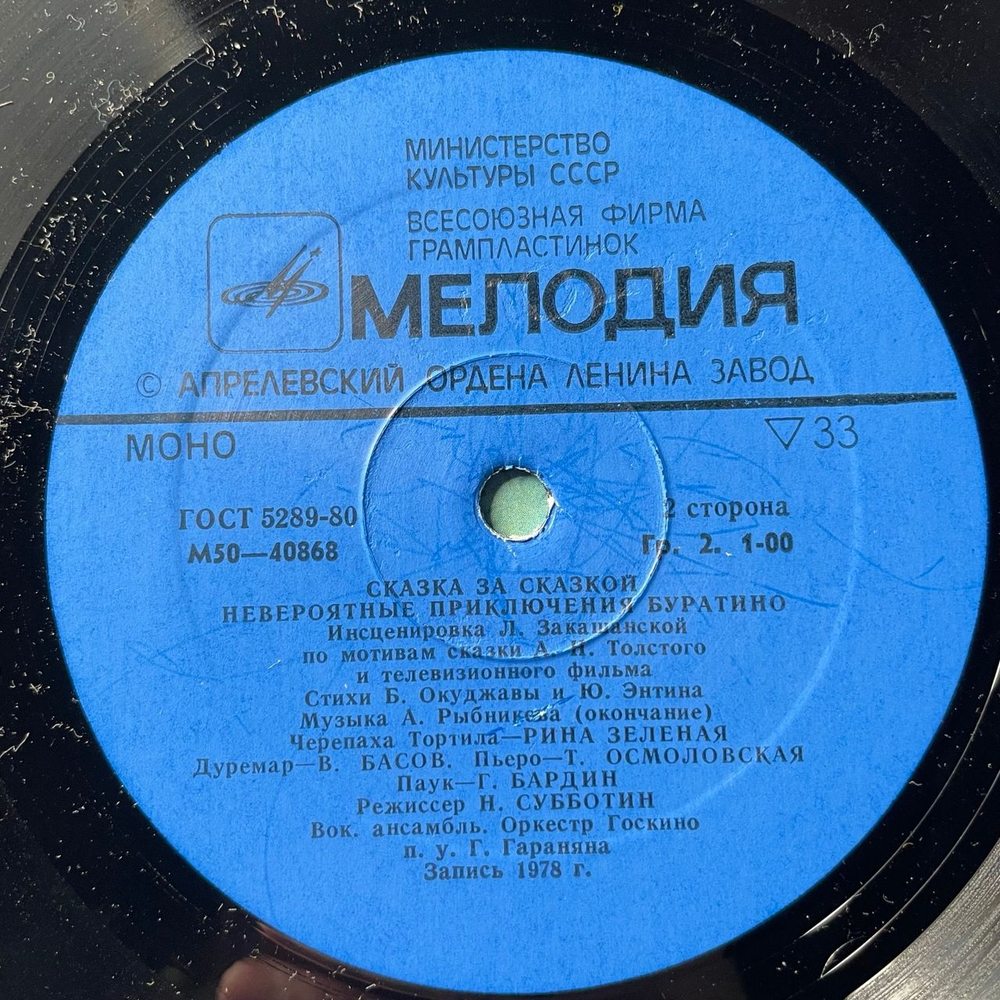 МИНИСТЕРСТВО
КУЛЬТУРЫ СССР
ВСЕСОЮЗНАЯ ФИРМА
ГРАМПЛАСТИНОК
МЕЛОДИЯ
© АПРЕЛЕВСКИЙ ОРДЕНА ЛЕНИНА ЗАВОД
МОНО ▽ 33
ГОСТ 5289-80 2 сторона
М50—40868 Гр. 2. 1-00
СКАЗКА ЗА СКАЗКОЙ
НЕВЕРОЯТНЫЕ ПРИКЛЮЧЕНИЯ БУРАТИНО
Инсценировка Л. Закашанской
по мотивам сказки А. Н. Толстого
и телевизионного фильма
Стихи Б. Окуджавы и Ю. Энтина
Музыка А. Рыбникова (окончание)
Черепаха Тортила—РИНА ЗЕЛЕНАЯ
Дуремар—В. БАСОВ. Пьеро—Т. ОСМОЛОВСКАЯ
Паук—Г. БАРДИН
Режиссер Н. СУББОТИН
Вок. ансамбль. Оркестр Госкино
п. у. Г. Гараняна
Запись 1978 г.